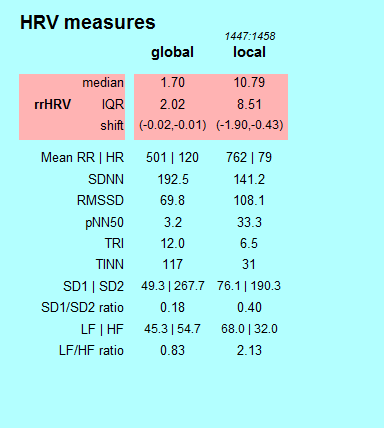 HRV measures
1447:1458
global local
median 1.70 10.79
rrHRV IQR 2.02 8.51
shift (-0.02,-0.01) (-1.90,-0.43)
Mean RR | HR 501 | 120 762 | 79
SDNN 192.5 141.2
RMSSD 69.8 108.1
pNN50 3.2 33.3
TRI 12.0 6.5
TINN 117 31
SD1 | SD2 49.3 | 267.7 76.1 | 190.3
SD1/SD2 ratio 0.18 0.40
LF | HF 45.3 | 54.7 68.0 | 32.0
LF/HF ratio 0.83 2.13